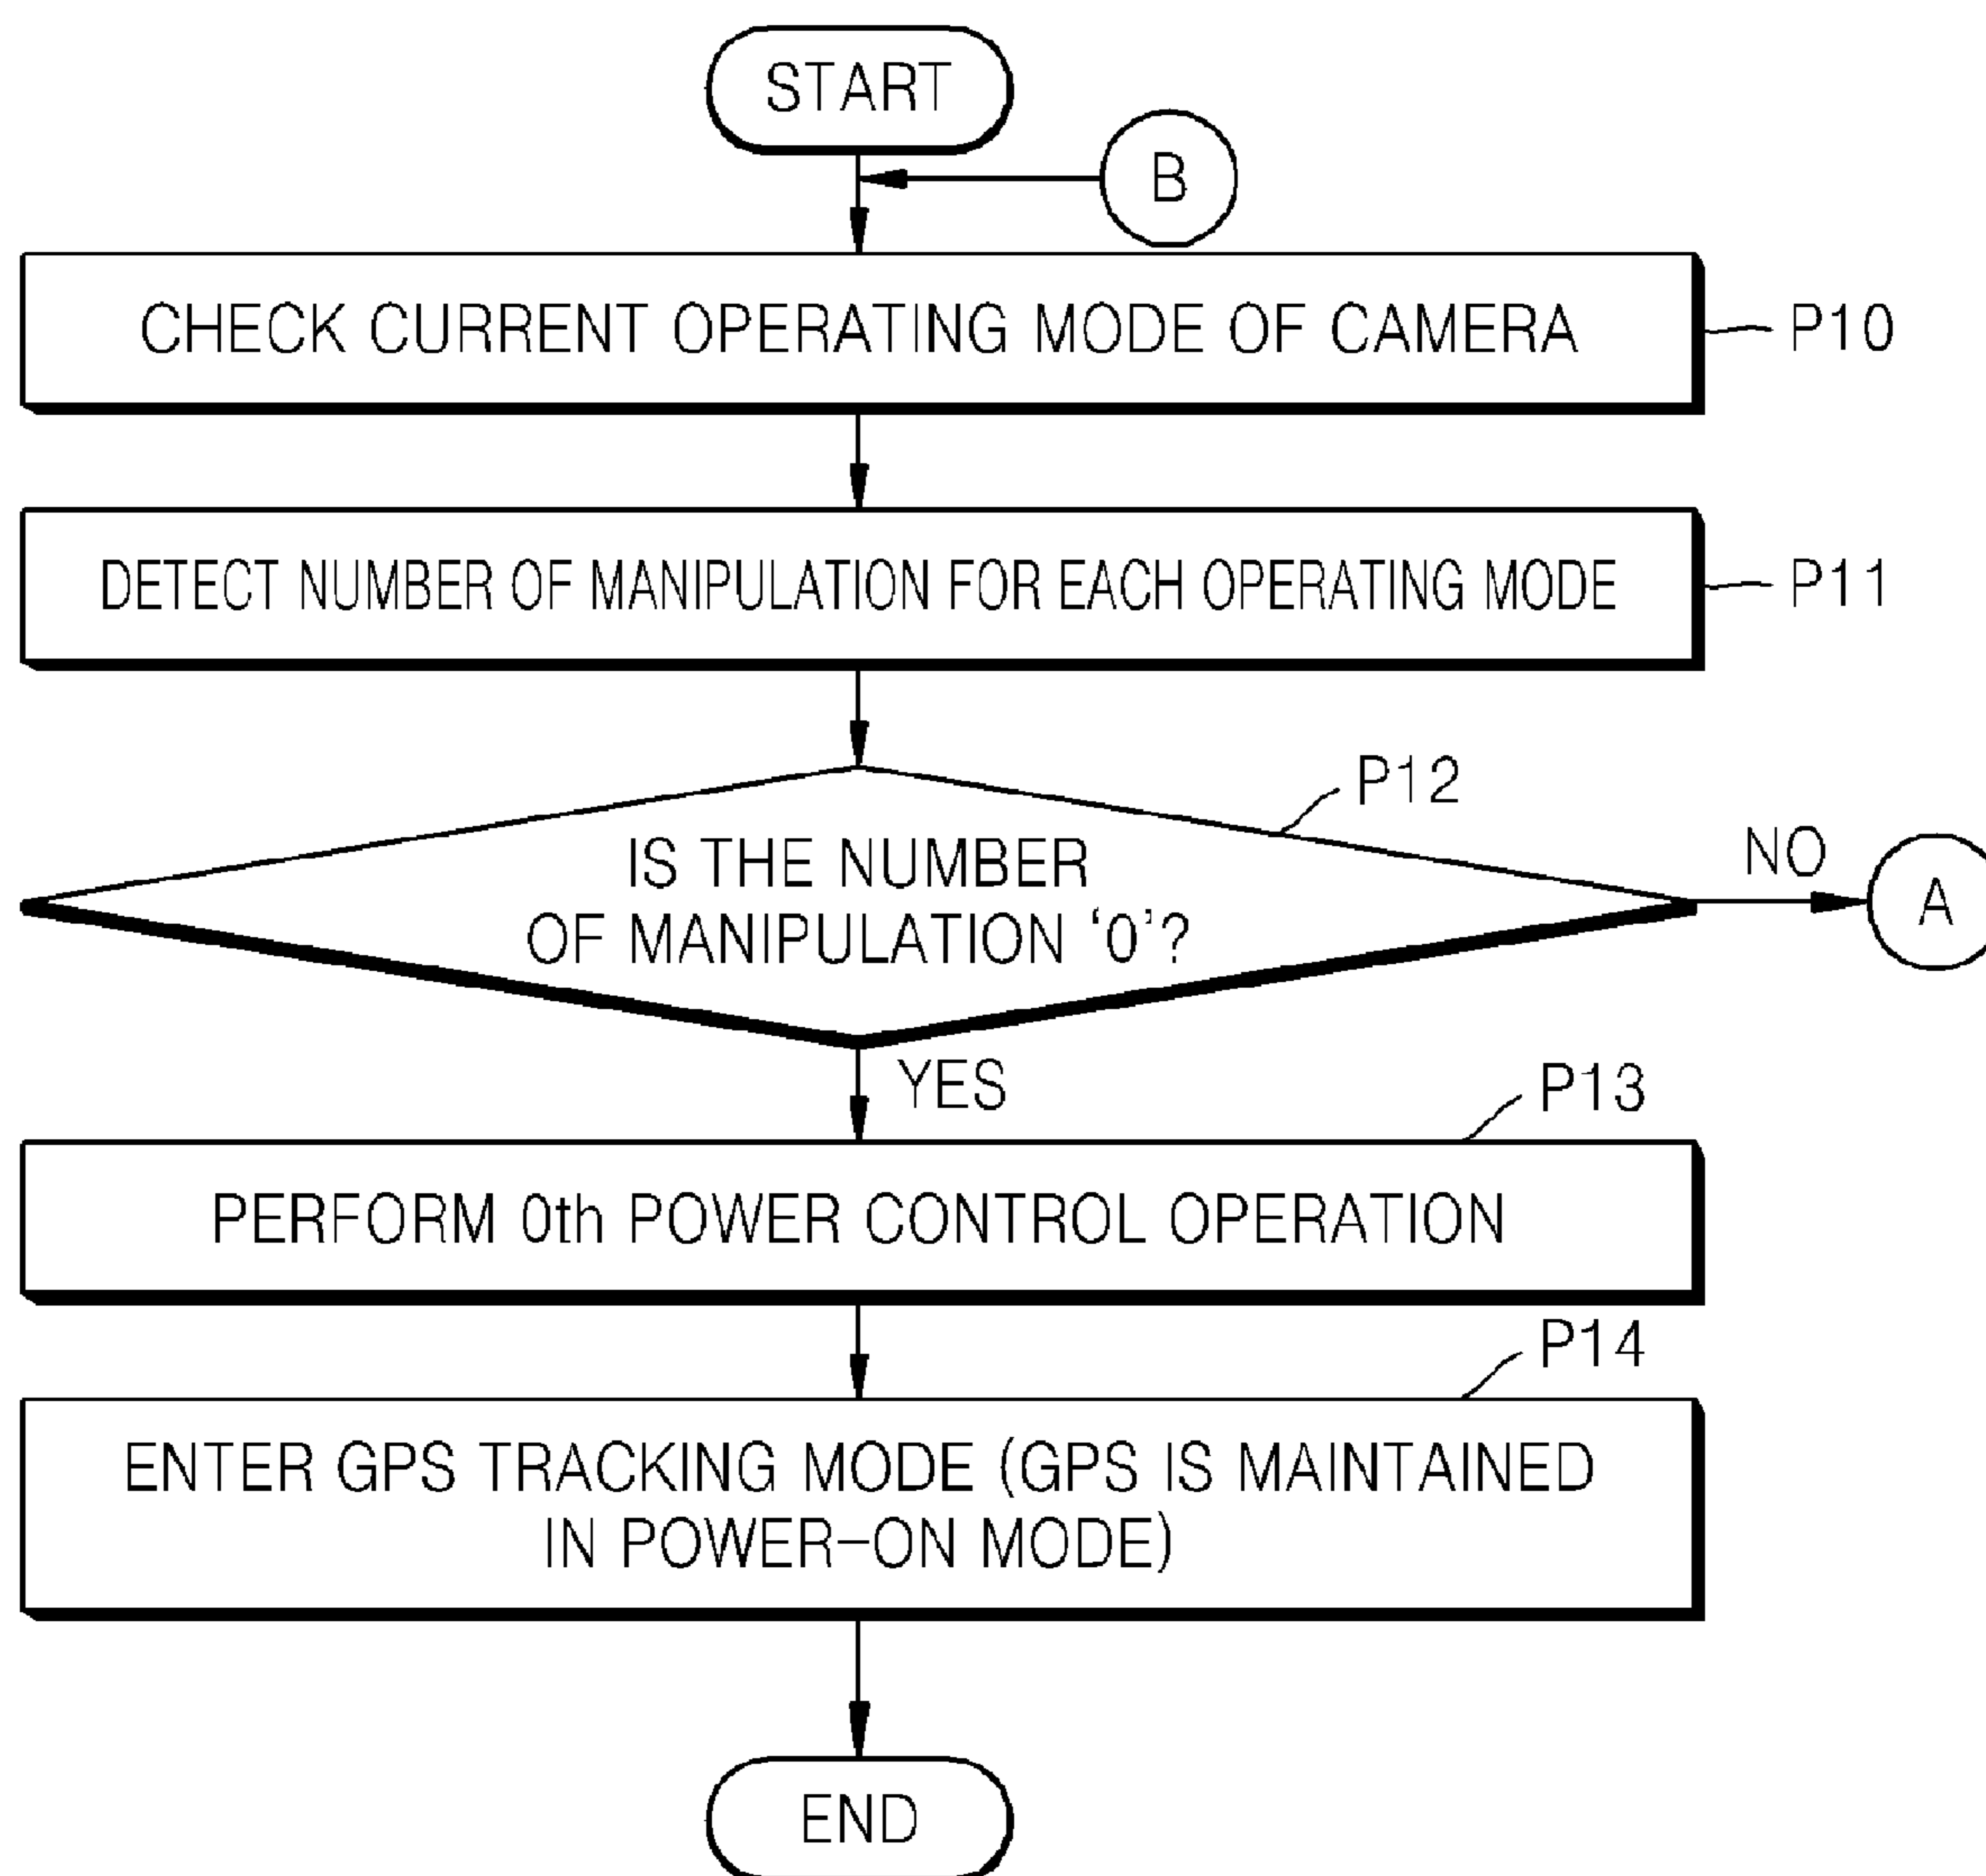 START
B
CHECK CURRENT OPERATING MODE OF CAMERA
P10
DETECT NUMBER OF MANIPULATION FOR EACH OPERATING MODE
P11
P12
IS THE NUMBER
OF MANIPULATION ‘0’?
NO
A
YES
P13
PERFORM 0th POWER CONTROL OPERATION
P14
ENTER GPS TRACKING MODE (GPS IS MAINTAINED
IN POWER-ON MODE)
END